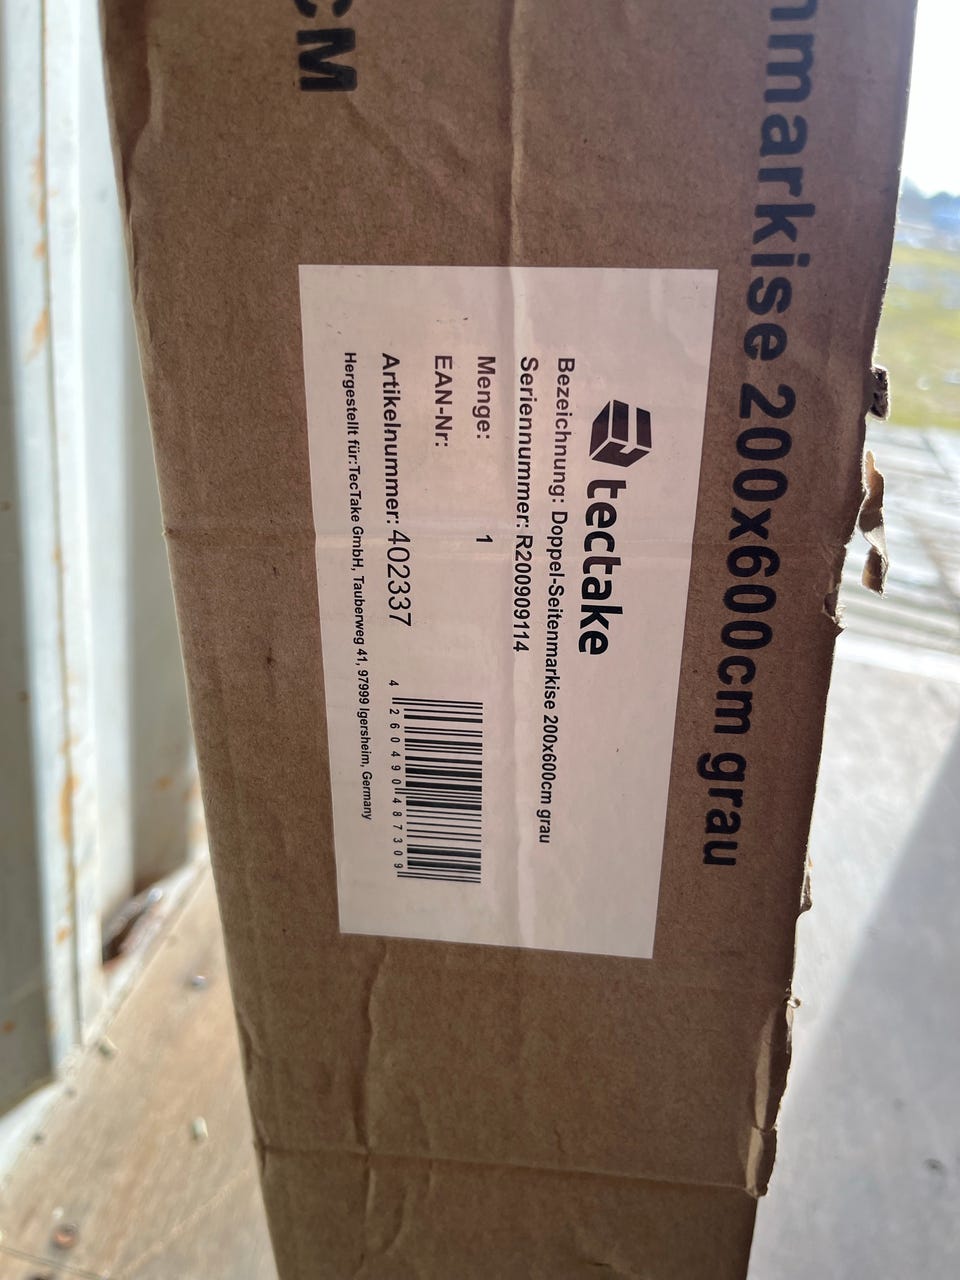 CM
nmarkise 200x600cm grau
tectake
Bezeichnung: Doppel-Seitenmarkise 200x600cm grau
Seriennummer: R200909114
Menge: 1
EAN-Nr:
4 260490 487309
Artikelnummer: 402337
Hergestellt für:TecTake GmbH, Tauberweg 41, 97999 Igersheim, Germany